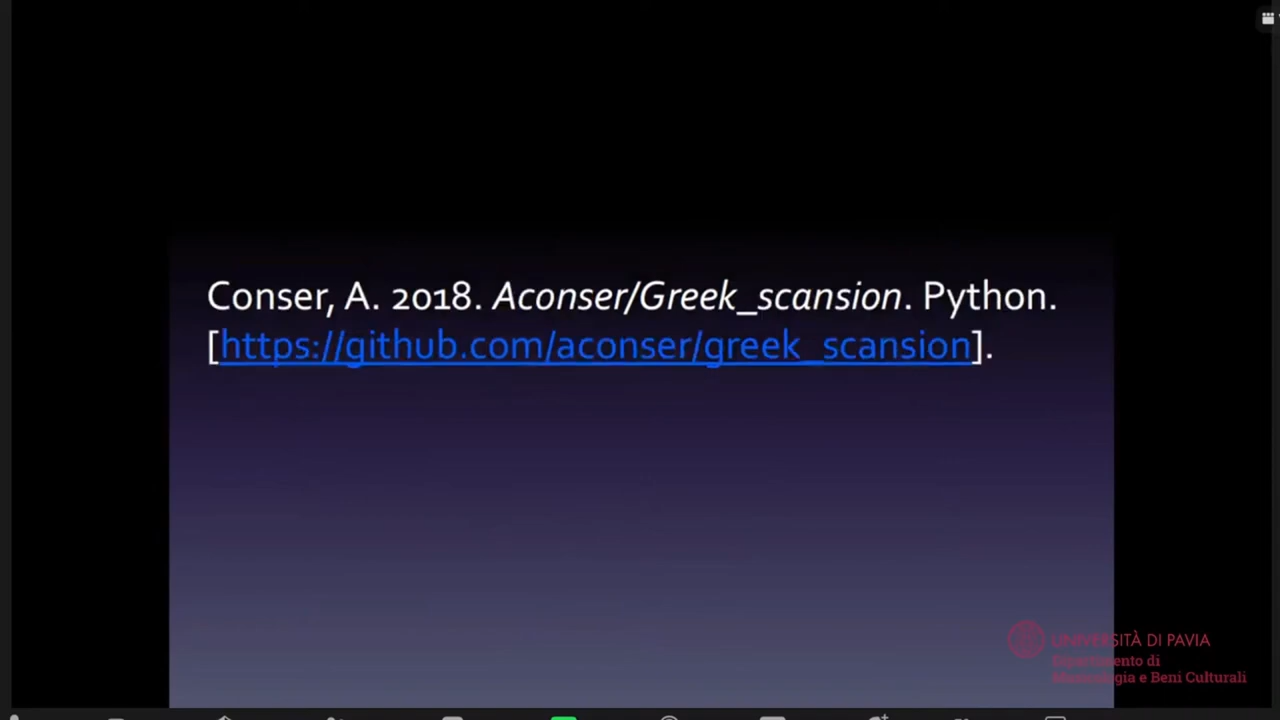 Conser, A. 2018. Aconser/Greek_scansion. Python.
[https://github.com/aconser/greek_scansion].
UNIVERSITÀ DI PAVIA
Dipartimento di
Musicologia e Beni Culturali